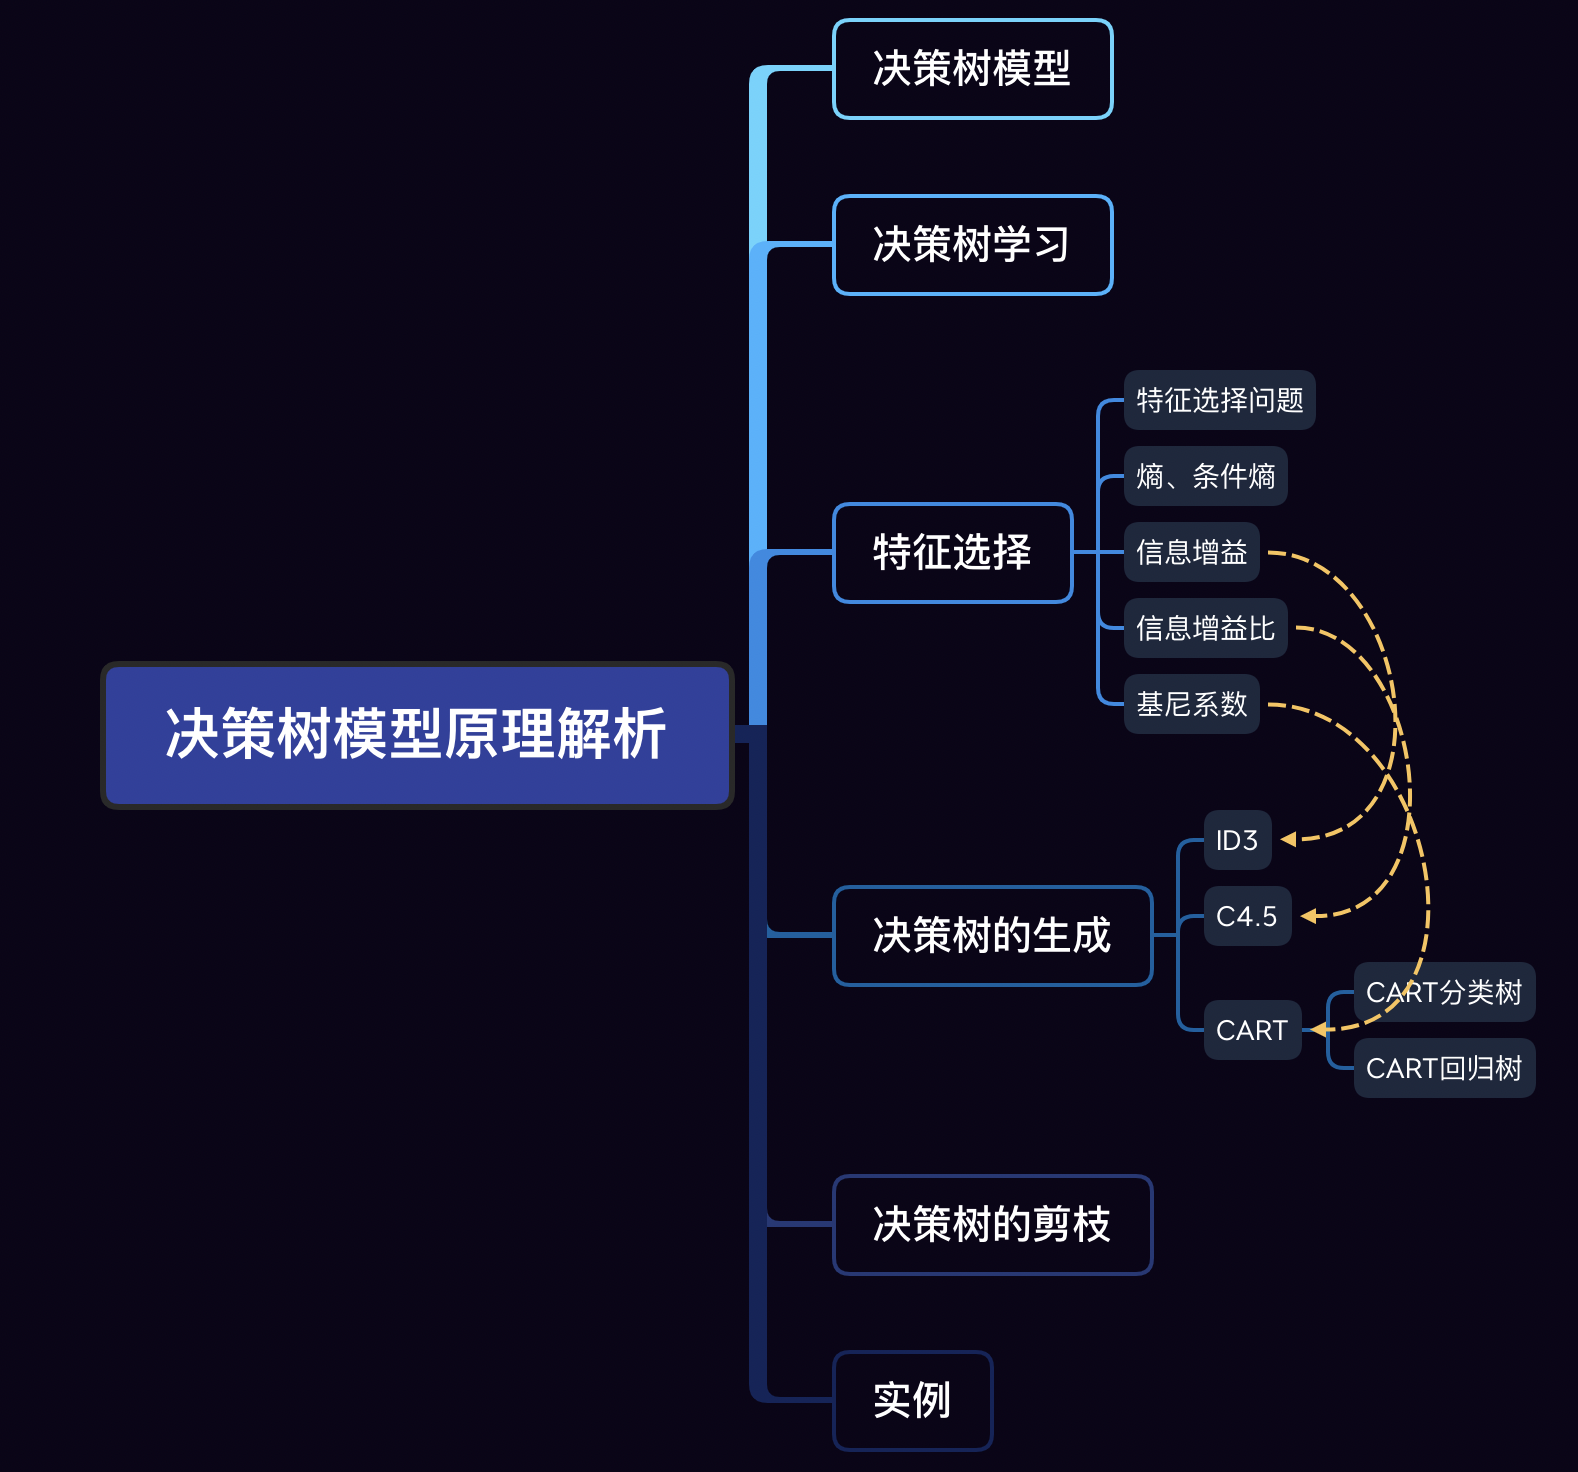 决策树模型原理解析
决策树模型
决策树学习
特征选择
特征选择问题
熵、条件熵
信息增益
信息增益比
基尼系数
决策树的生成
ID3
C4.5
CART
CART分类树
CART回归树
决策树的剪枝
实例